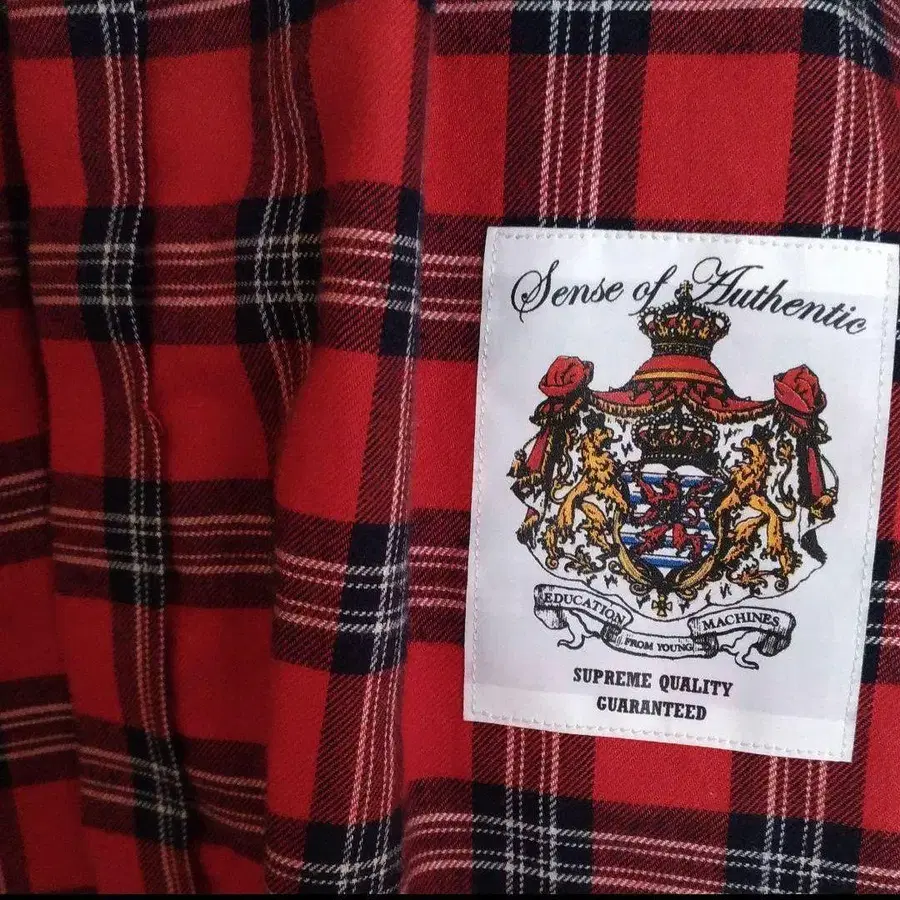 Sense of Authentic
EDUCATION
FROM YOUNG
MACHINES
SUPREME QUALITY
GUARANTEED